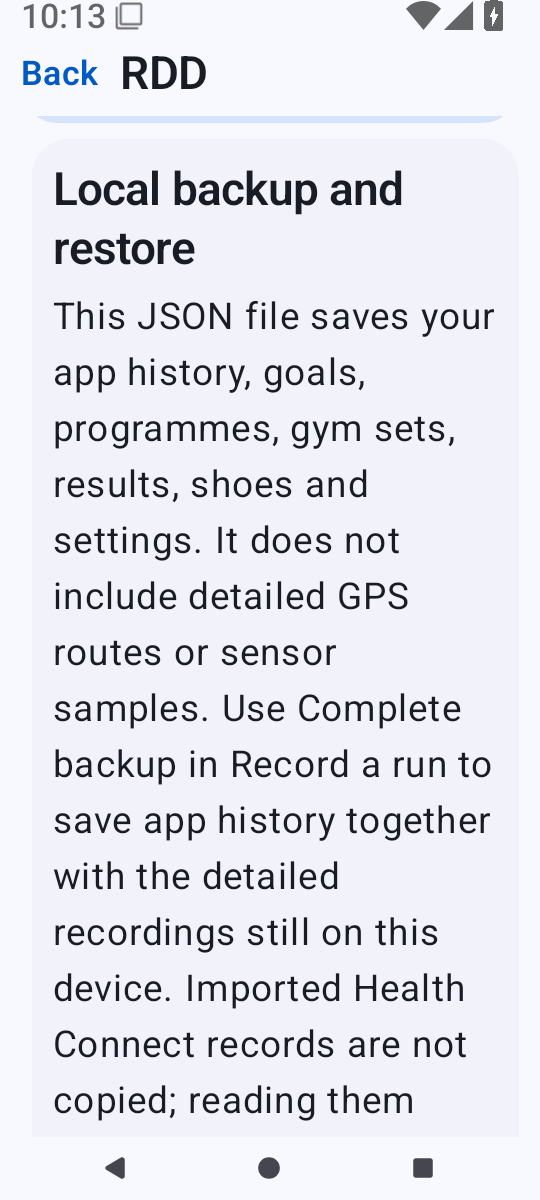 10:13
Back RDD
Local backup and
restore
This JSON file saves your
app history, goals,
programmes, gym sets,
results, shoes and
settings. It does not
include detailed GPS
routes or sensor
samples. Use Complete
backup in Record a run to
save app history together
with the detailed
recordings still on this
device. Imported Health
Connect records are not
copied; reading them